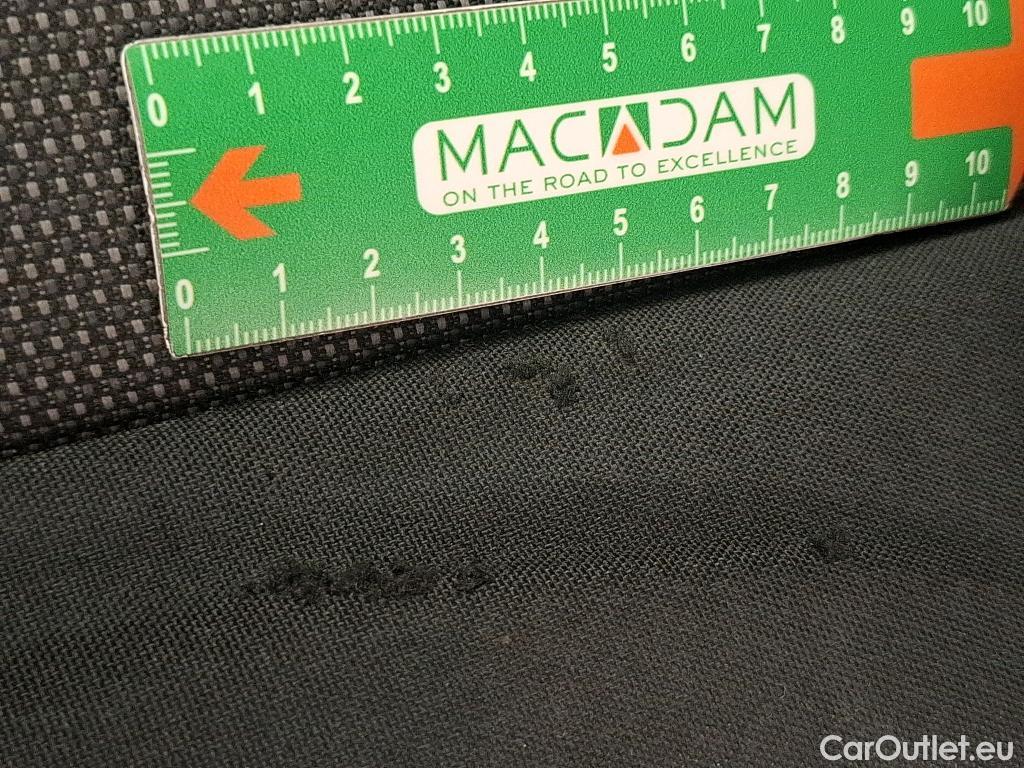 0 1 2 3 4 5 6 7 8 9 10
MACADAM
ON THE ROAD TO EXCELLENCE
0 1 2 3 4 5 6 7 8 9 10
CarOutlet.eu